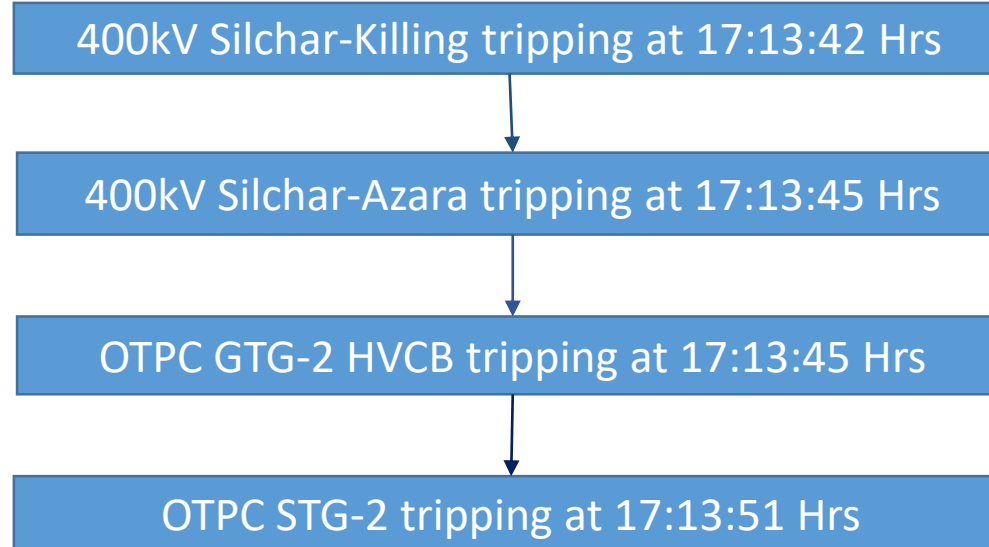 400kV Silchar-Killing tripping at 17:13:42 Hrs
400kV Silchar-Azara tripping at 17:13:45 Hrs
OTPC GTG-2 HVCB tripping at 17:13:45 Hrs
OTPC STG-2 tripping at 17:13:51 Hrs